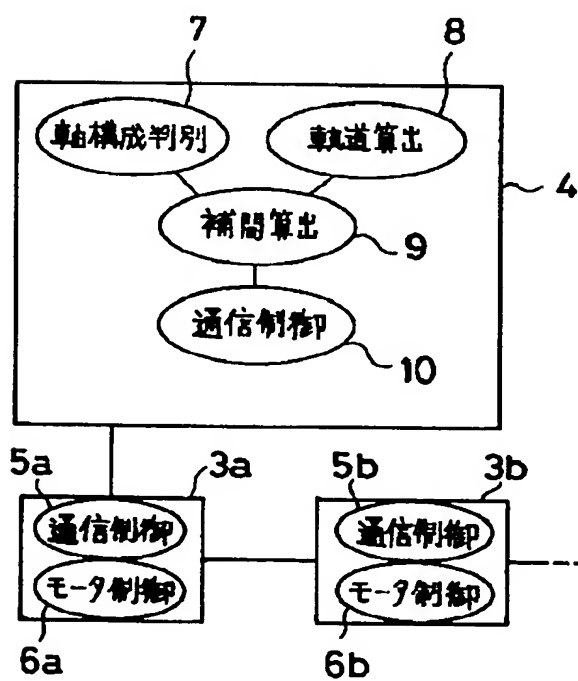 7
8
軸構成判別
軌道算出
4
補間算出
9
通信制御
10
5a
3a
5b
3b
通信制御
通信制御
モータ制御
モータ制御
6a
6b